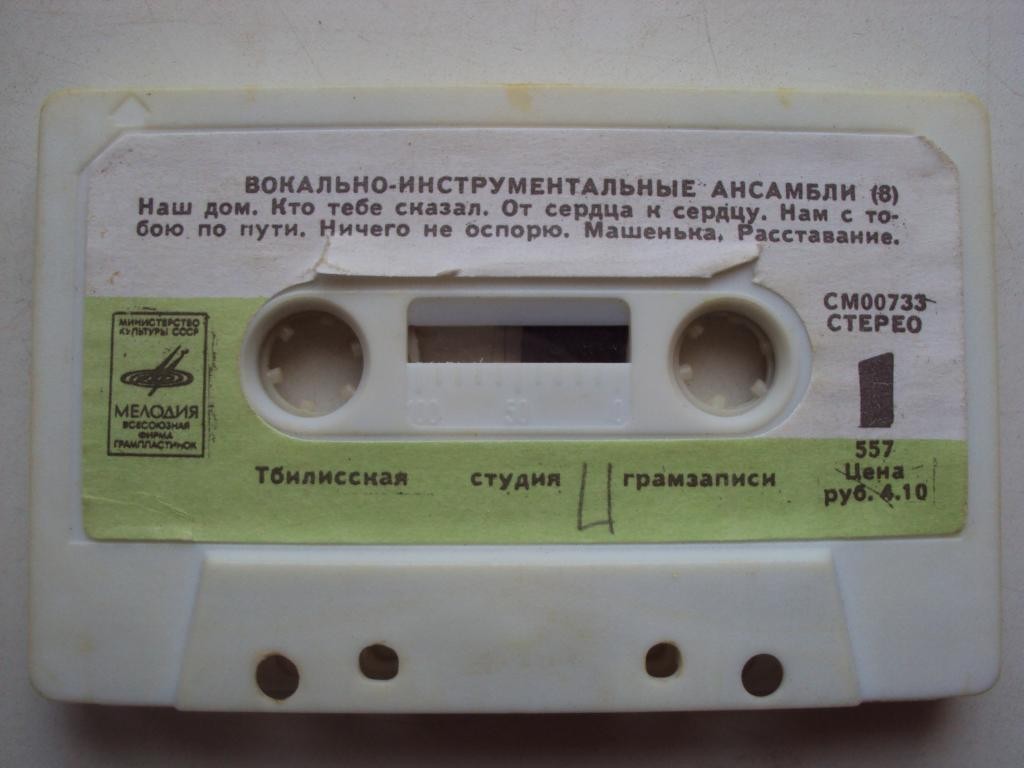 ВОКАЛЬНО-ИНСТРУМЕНТАЛЬНЫЕ АНСАМБЛИ (8)
Наш дом. Кто тебе сказал. От сердца к сердцу. Нам с то-
бою по пути. Ничего не оспорю. Машенька. Расставание.
МИНИСТЕРСТВО
КУЛЬТУРЫ СССР
МЕЛОДИЯ
ВСЕСОЮЗНАЯ
ФИРМА
ГРАМПЛАСТИНОК
СМ00733
СТЕРЕО
1
557
Цена
руб. 4.10
100 50 0
Тбилисская студия грамзаписи